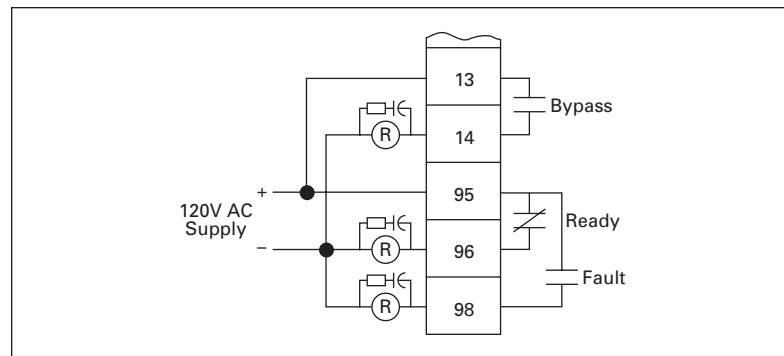 13
Bypass
R
14
+
95
120V AC
Supply
Ready
−
R
96
Fault
R
98